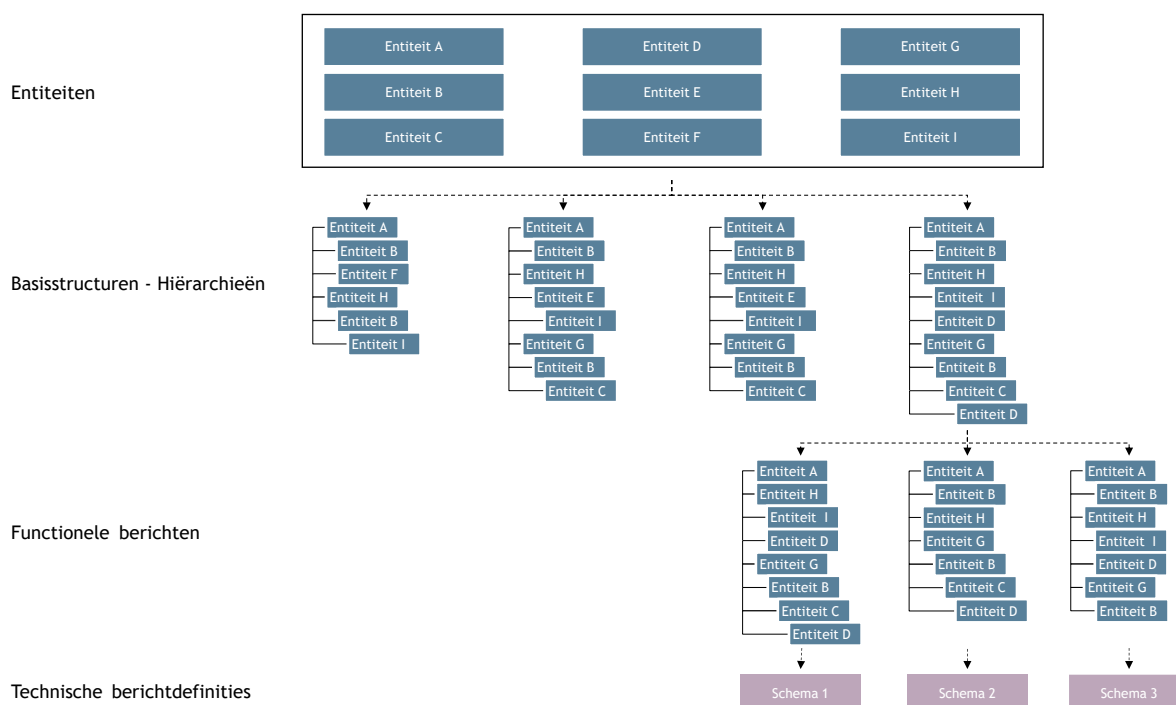 Entiteiten
Entiteit A
Entiteit D
Entiteit G
Entiteit B
Entiteit E
Entiteit H
Entiteit C
Entiteit F
Entiteit I
Basisstructuren - Hiërarchieën
Entiteit A
Entiteit B
Entiteit F
Entiteit H
Entiteit B
Entiteit I
Entiteit A
Entiteit B
Entiteit H
Entiteit E
Entiteit I
Entiteit G
Entiteit B
Entiteit C
Entiteit A
Entiteit B
Entiteit H
Entiteit E
Entiteit I
Entiteit G
Entiteit B
Entiteit C
Entiteit A
Entiteit B
Entiteit H
Entiteit I
Entiteit D
Entiteit G
Entiteit B
Entiteit C
Entiteit D
Functionele berichten
Entiteit A
Entiteit H
Entiteit I
Entiteit D
Entiteit G
Entiteit B
Entiteit C
Entiteit D
Entiteit A
Entiteit B
Entiteit H
Entiteit G
Entiteit B
Entiteit C
Entiteit D
Entiteit A
Entiteit B
Entiteit H
Entiteit I
Entiteit D
Entiteit G
Entiteit B
Technische berichtdefinities
Schema 1
Schema 2
Schema 3